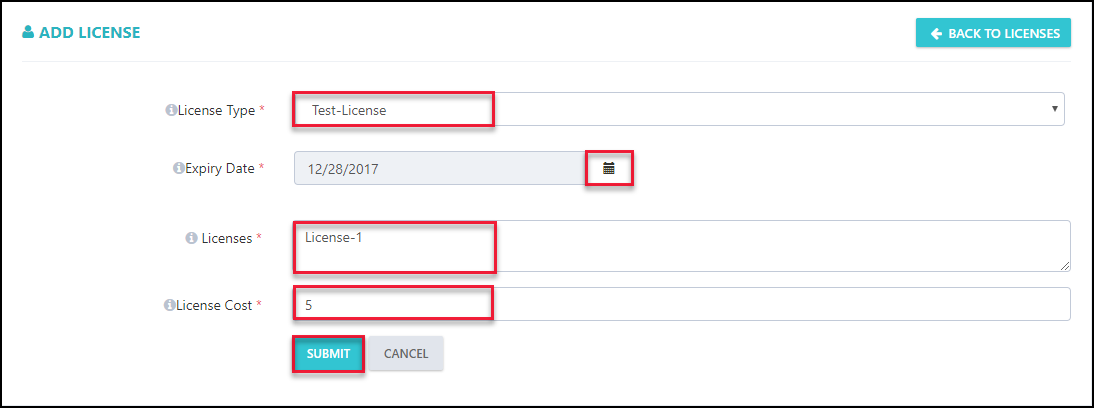 ADD LICENSE
BACK TO LICENSES
License Type *
Test-License
Expiry Date *
12/28/2017
Licenses *
License-1
License Cost *
5
SUBMIT
CANCEL